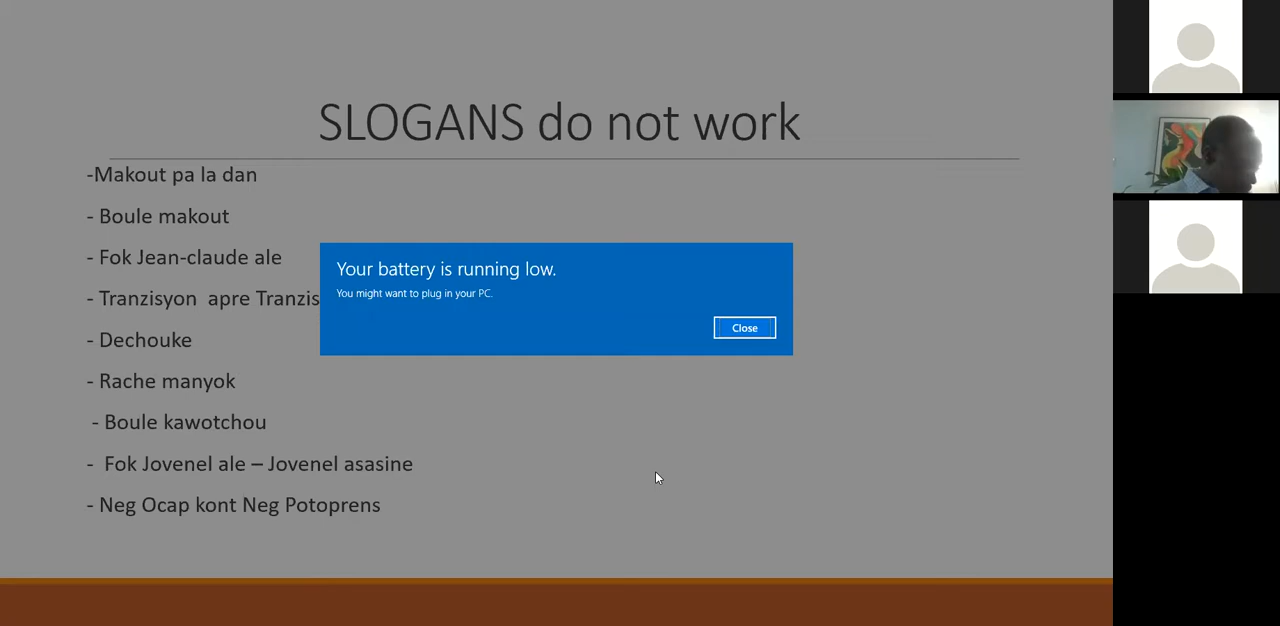 SLOGANS do not work
-Makout pa la dan
- Boule makout
- Fok Jean-claude ale
- Tranzisyon apre Tranzis
- Dechouke
- Rache manyok
- Boule kawotchou
- Fok Jovenel ale – Jovenel asasine
- Neg Ocap kont Neg Potoprens
Your battery is running low.
You might want to plug in your PC.
Close